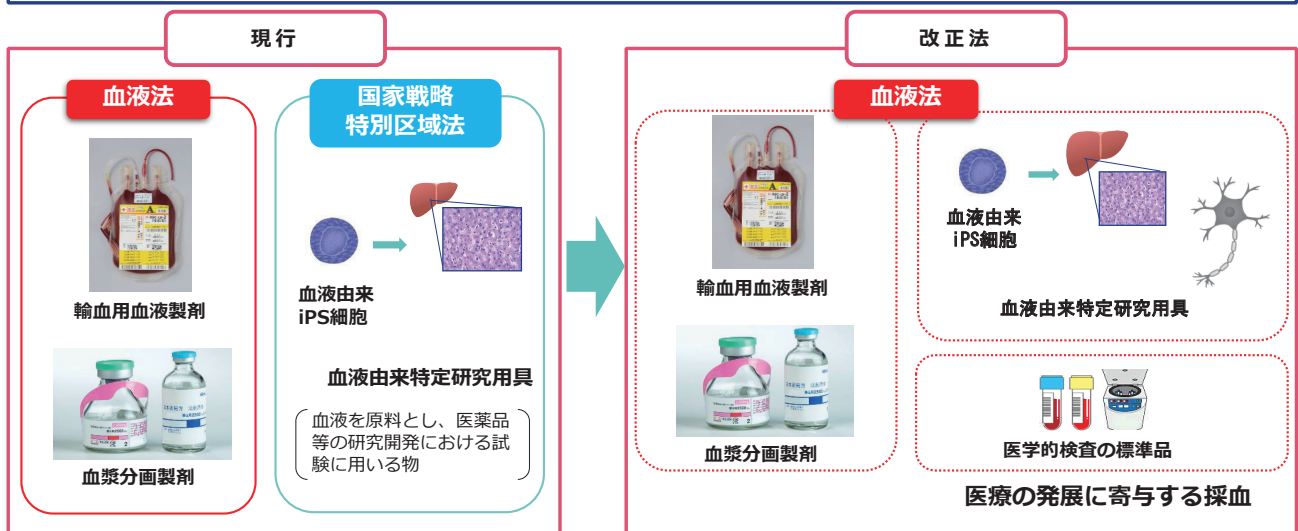 現行
血液法
輸血用血液製剤
血漿分画製剤
国家戦略
特別区域法
血液由来
iPS細胞
血液由来特定研究用具
血液を原料とし、医薬品
等の研究開発における試
験に用いる物
改正法
血液法
輸血用血液製剤
血漿分画製剤
血液由来
iPS細胞
血液由来特定研究用具
医学的検査の標準品
医療の発展に寄与する採血